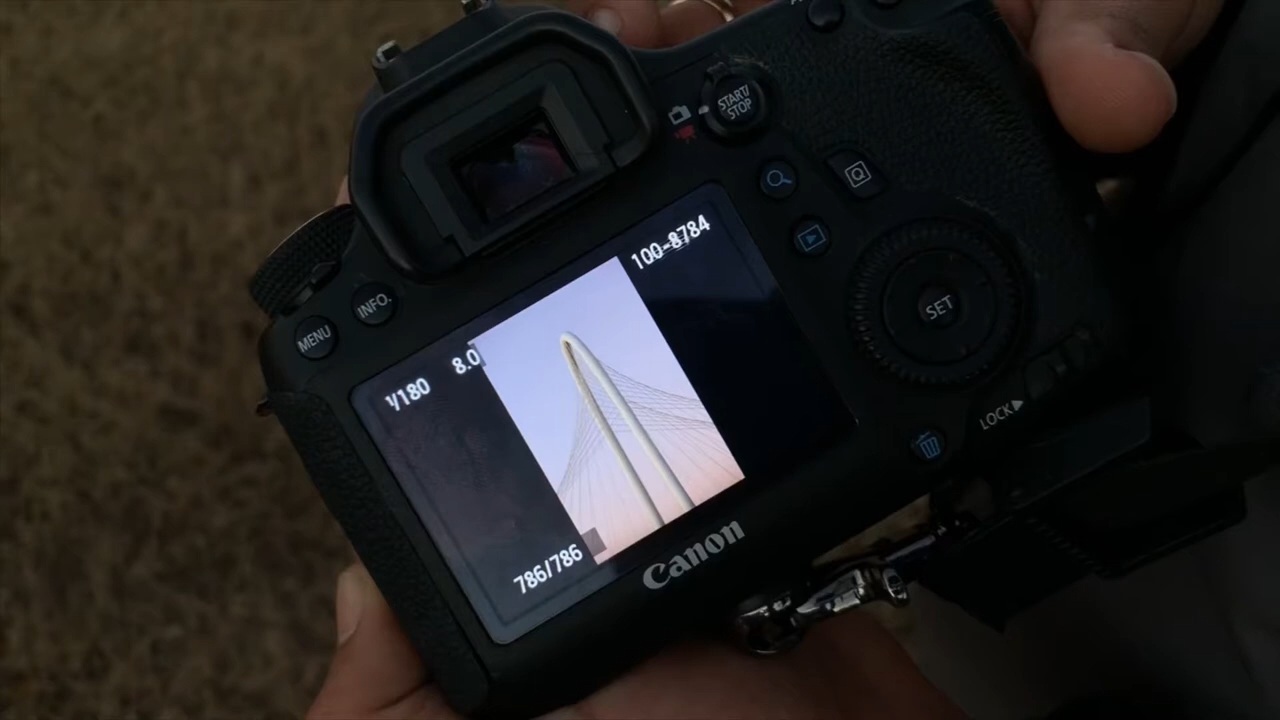 START/
STOP
Q
MENU
INFO.
1/180
8.0
100-8784
SET
LOCK
786/786
Canon